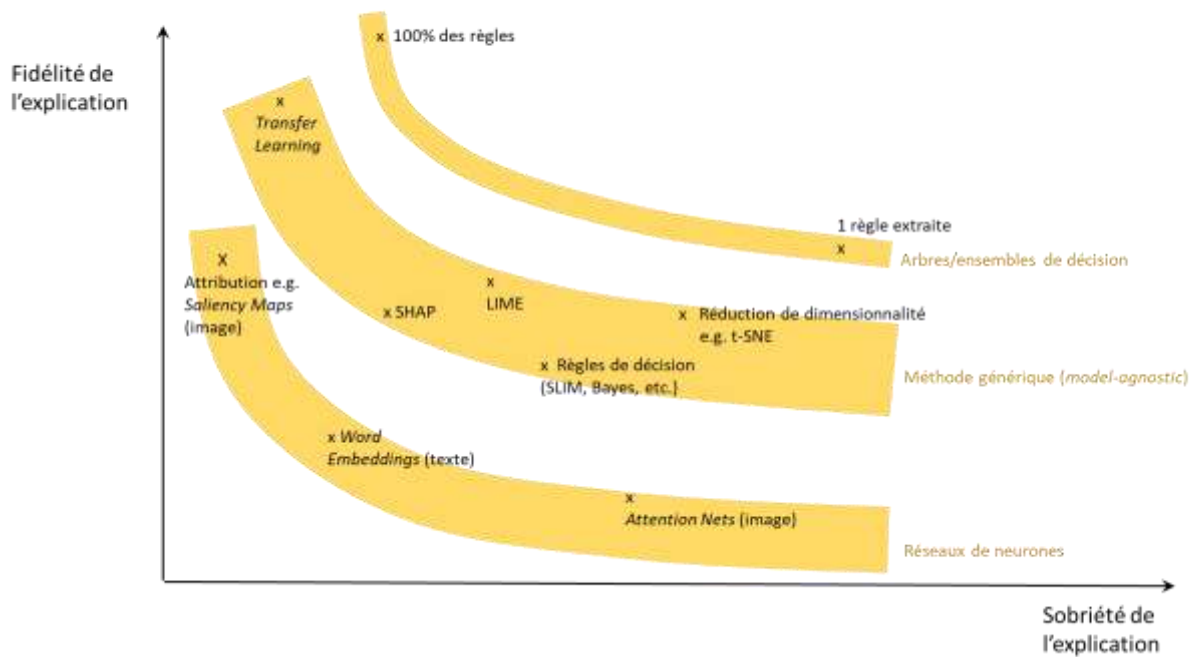 x 100% des règles
Fidélité de
l'explication
x
Transfer
Learning
1 règle extraite
x
Arbres/ensembles de décision
x
Attribution e.g.
Saliency Maps
(image)
x
LIME
x SHAP
x Réduction de dimensionnalité
e.g. t-SNE
x Règles de décision
(SLIM, Bayes, etc.)
Méthode générique (model-agnostic)
x Word
Embeddings (texte)
x
Attention Nets (image)
Réseaux de neurones
Sobriété de
l'explication